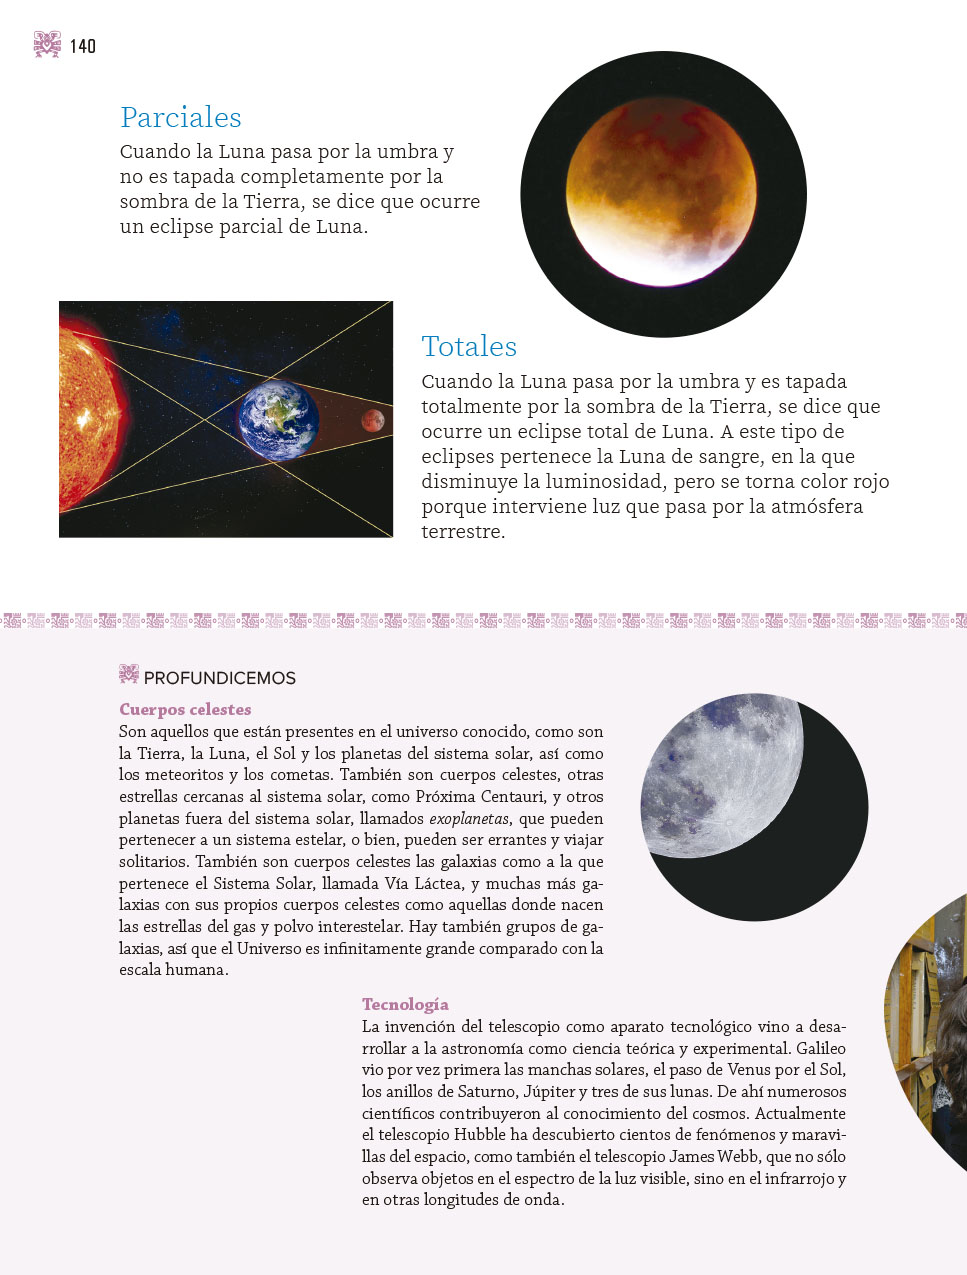 140
Parciales
Cuando la Luna pasa por la umbra y
no es tapada completamente por la
sombra de la Tierra, se dice que ocurre
un eclipse parcial de Luna.
Totales
Cuando la Luna pasa por la umbra y es tapada
totalmente por la sombra de la Tierra, se dice que
ocurre un eclipse total de Luna. A este tipo de
eclipses pertenece la Luna de sangre, en la que
disminuye la luminosidad, pero se torna color rojo
porque interviene luz que pasa por la atmósfera
terrestre.
PROFUNDICEMOS
Cuerpos celestes
Son aquellos que están presentes en el universo conocido, como son
la Tierra, la Luna, el Sol y los planetas del sistema solar, así como
los meteoritos y los cometas. También son cuerpos celestes, otras
estrellas cercanas al sistema solar, como Próxima Centauri, y otros
planetas fuera del sistema solar, llamados exoplanetas, que pueden
pertenecer a un sistema estelar, o bien, pueden ser errantes y viajar
solitarios. También son cuerpos celestes las galaxias como a la que
pertenece el Sistema Solar, llamada Vía Láctea, y muchas más ga-
laxias con sus propios cuerpos celestes como aquellas donde nacen
las estrellas del gas y polvo interestelar. Hay también grupos de ga-
laxias, así que el Universo es infinitamente grande comparado con la
escala humana.
Tecnología
La invención del telescopio como aparato tecnológico vino a desa-
rrollar a la astronomía como ciencia teórica y experimental. Galileo
vio por vez primera las manchas solares, el paso de Venus por el Sol,
los anillos de Saturno, Júpiter y tres de sus lunas. De ahí numerosos
científicos contribuyeron al conocimiento del cosmos. Actualmente
el telescopio Hubble ha descubierto cientos de fenómenos y maravi-
llas del espacio, como también el telescopio James Webb, que no sólo
observa objetos en el espectro de la luz visible, sino en el infrarrojo y
en otras longitudes de onda.